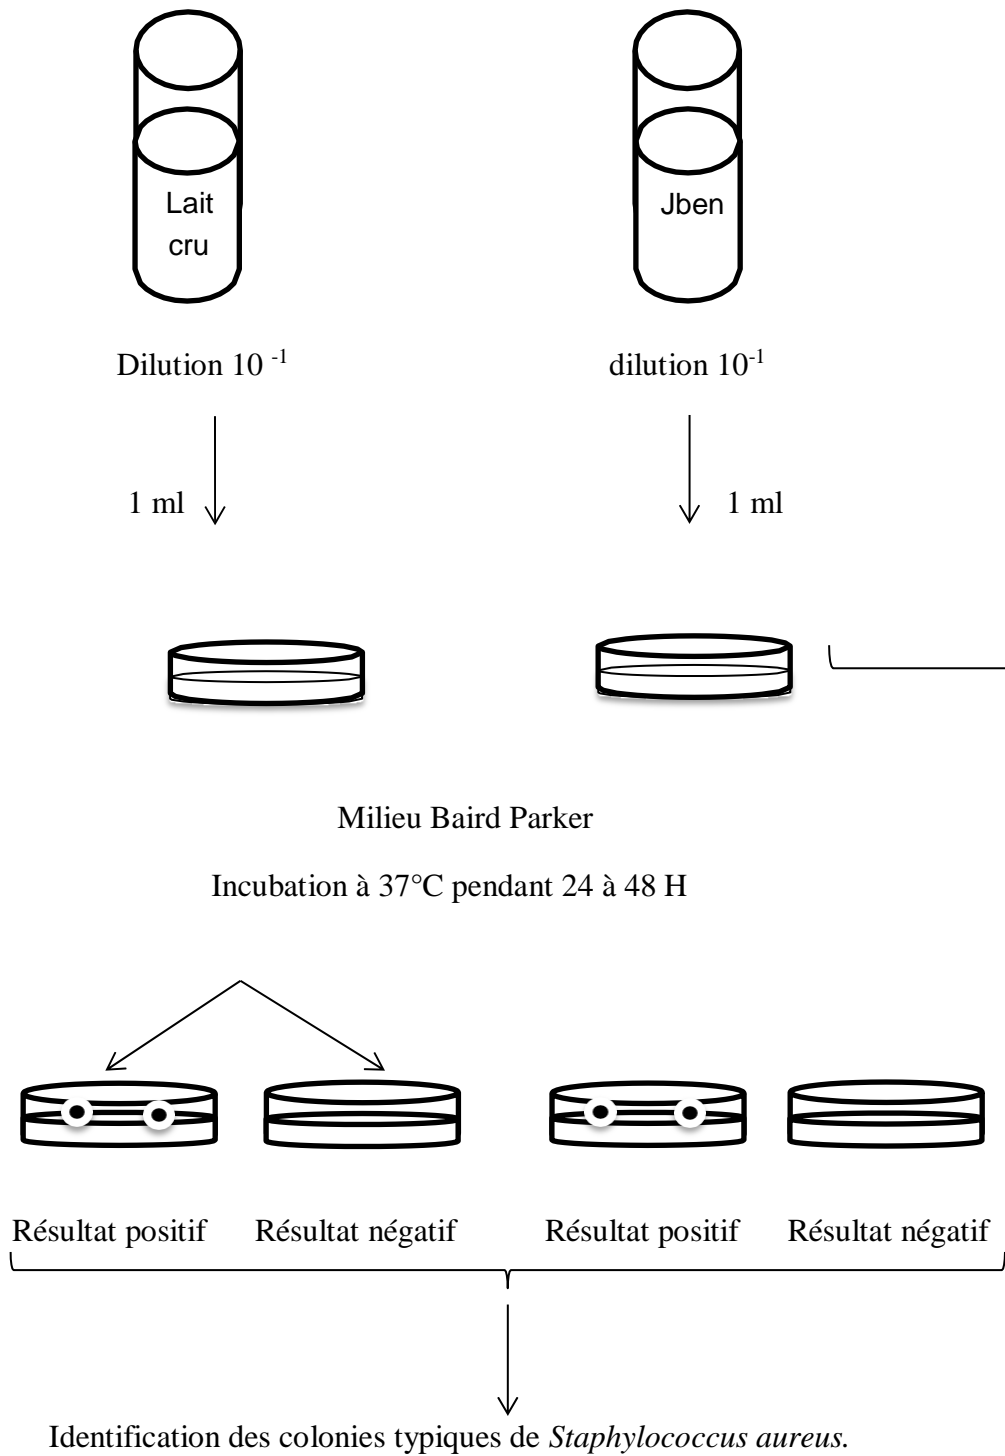 Lait
cru
Jben
Dilution 10 ⁻¹
dilution 10⁻¹
1 ml
1 ml
Milieu Baird Parker
Incubation à 37°C pendant 24 à 48 H
Résultat positif
Résultat négatif
Résultat positif
Résultat négatif
Identification des colonies typiques de Staphylococcus aureus.